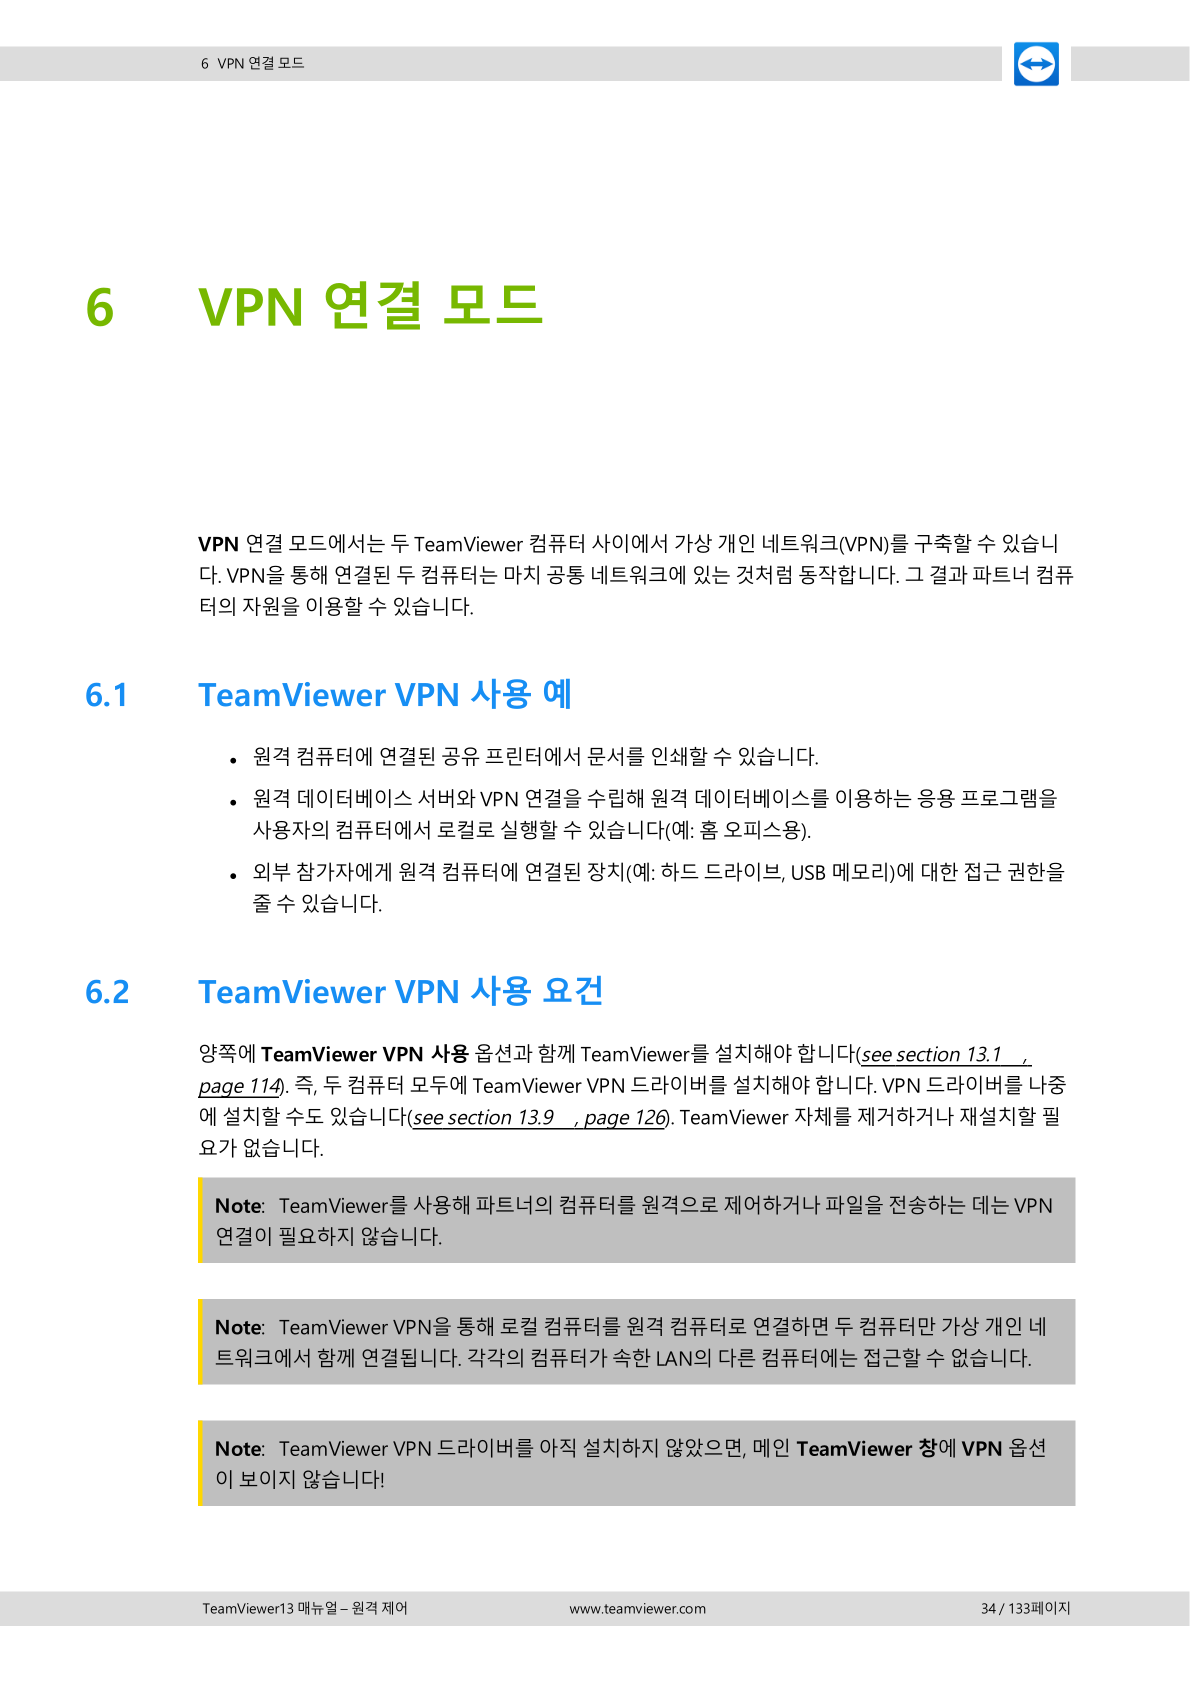 6 VPN 연결 모드
6 VPN 연결 모드
VPN 연결 모드에서는 두 TeamViewer 컴퓨터 사이에서 가상 개인 네트워크(VPN)를 구축할 수 있습니
다. VPN을 통해 연결된 두 컴퓨터는 마치 공통 네트워크에 있는 것처럼 동작합니다. 그 결과 파트너 컴퓨
터의 자원을 이용할 수 있습니다.
6.1 TeamViewer VPN 사용 예
• 원격 컴퓨터에 연결된 공유 프린터에서 문서를 인쇄할 수 있습니다.
• 원격 데이터베이스 서버와 VPN 연결을 수립해 원격 데이터베이스를 이용하는 응용 프로그램을
사용자의 컴퓨터에서 로컬로 실행할 수 있습니다(예: 홈 오피스용).
• 외부 참가자에게 원격 컴퓨터에 연결된 장치(예: 하드 드라이브, USB 메모리)에 대한 접근 권한을
줄 수 있습니다.
6.2 TeamViewer VPN 사용 요건
양쪽에 TeamViewer VPN 사용 옵션과 함께 TeamViewer를 설치해야 합니다(see section 13.1 ,
page 114). 즉, 두 컴퓨터 모두에 TeamViewer VPN 드라이버를 설치해야 합니다. VPN 드라이버를 나중
에 설치할 수도 있습니다(see section 13.9 , page 126). TeamViewer 자체를 제거하거나 재설치할 필
요가 없습니다.
Note: TeamViewer를 사용해 파트너의 컴퓨터를 원격으로 제어하거나 파일을 전송하는 데는 VPN
연결이 필요하지 않습니다.
Note: TeamViewer VPN을 통해 로컬 컴퓨터를 원격 컴퓨터로 연결하면 두 컴퓨터만 가상 개인 네
트워크에서 함께 연결됩니다. 각각의 컴퓨터가 속한 LAN의 다른 컴퓨터에는 접근할 수 없습니다.
Note: TeamViewer VPN 드라이버를 아직 설치하지 않았으면, 메인 TeamViewer 창에 VPN 옵션
이 보이지 않습니다!
TeamViewer13 매뉴얼 – 원격 제어 www.teamviewer.com 34 / 133페이지